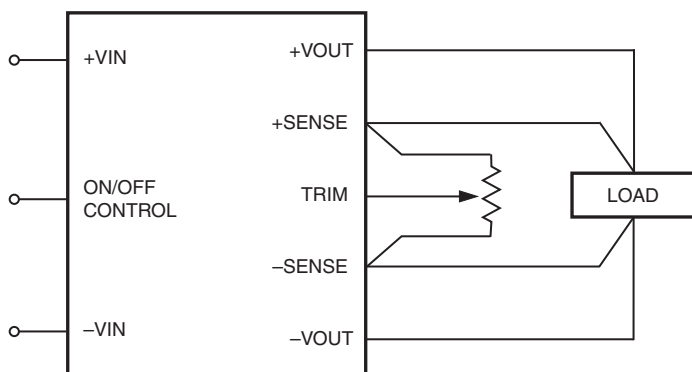 +VIN
ON/OFF
CONTROL
–VIN
+VOUT
+SENSE
TRIM
–SENSE
–VOUT
LOAD